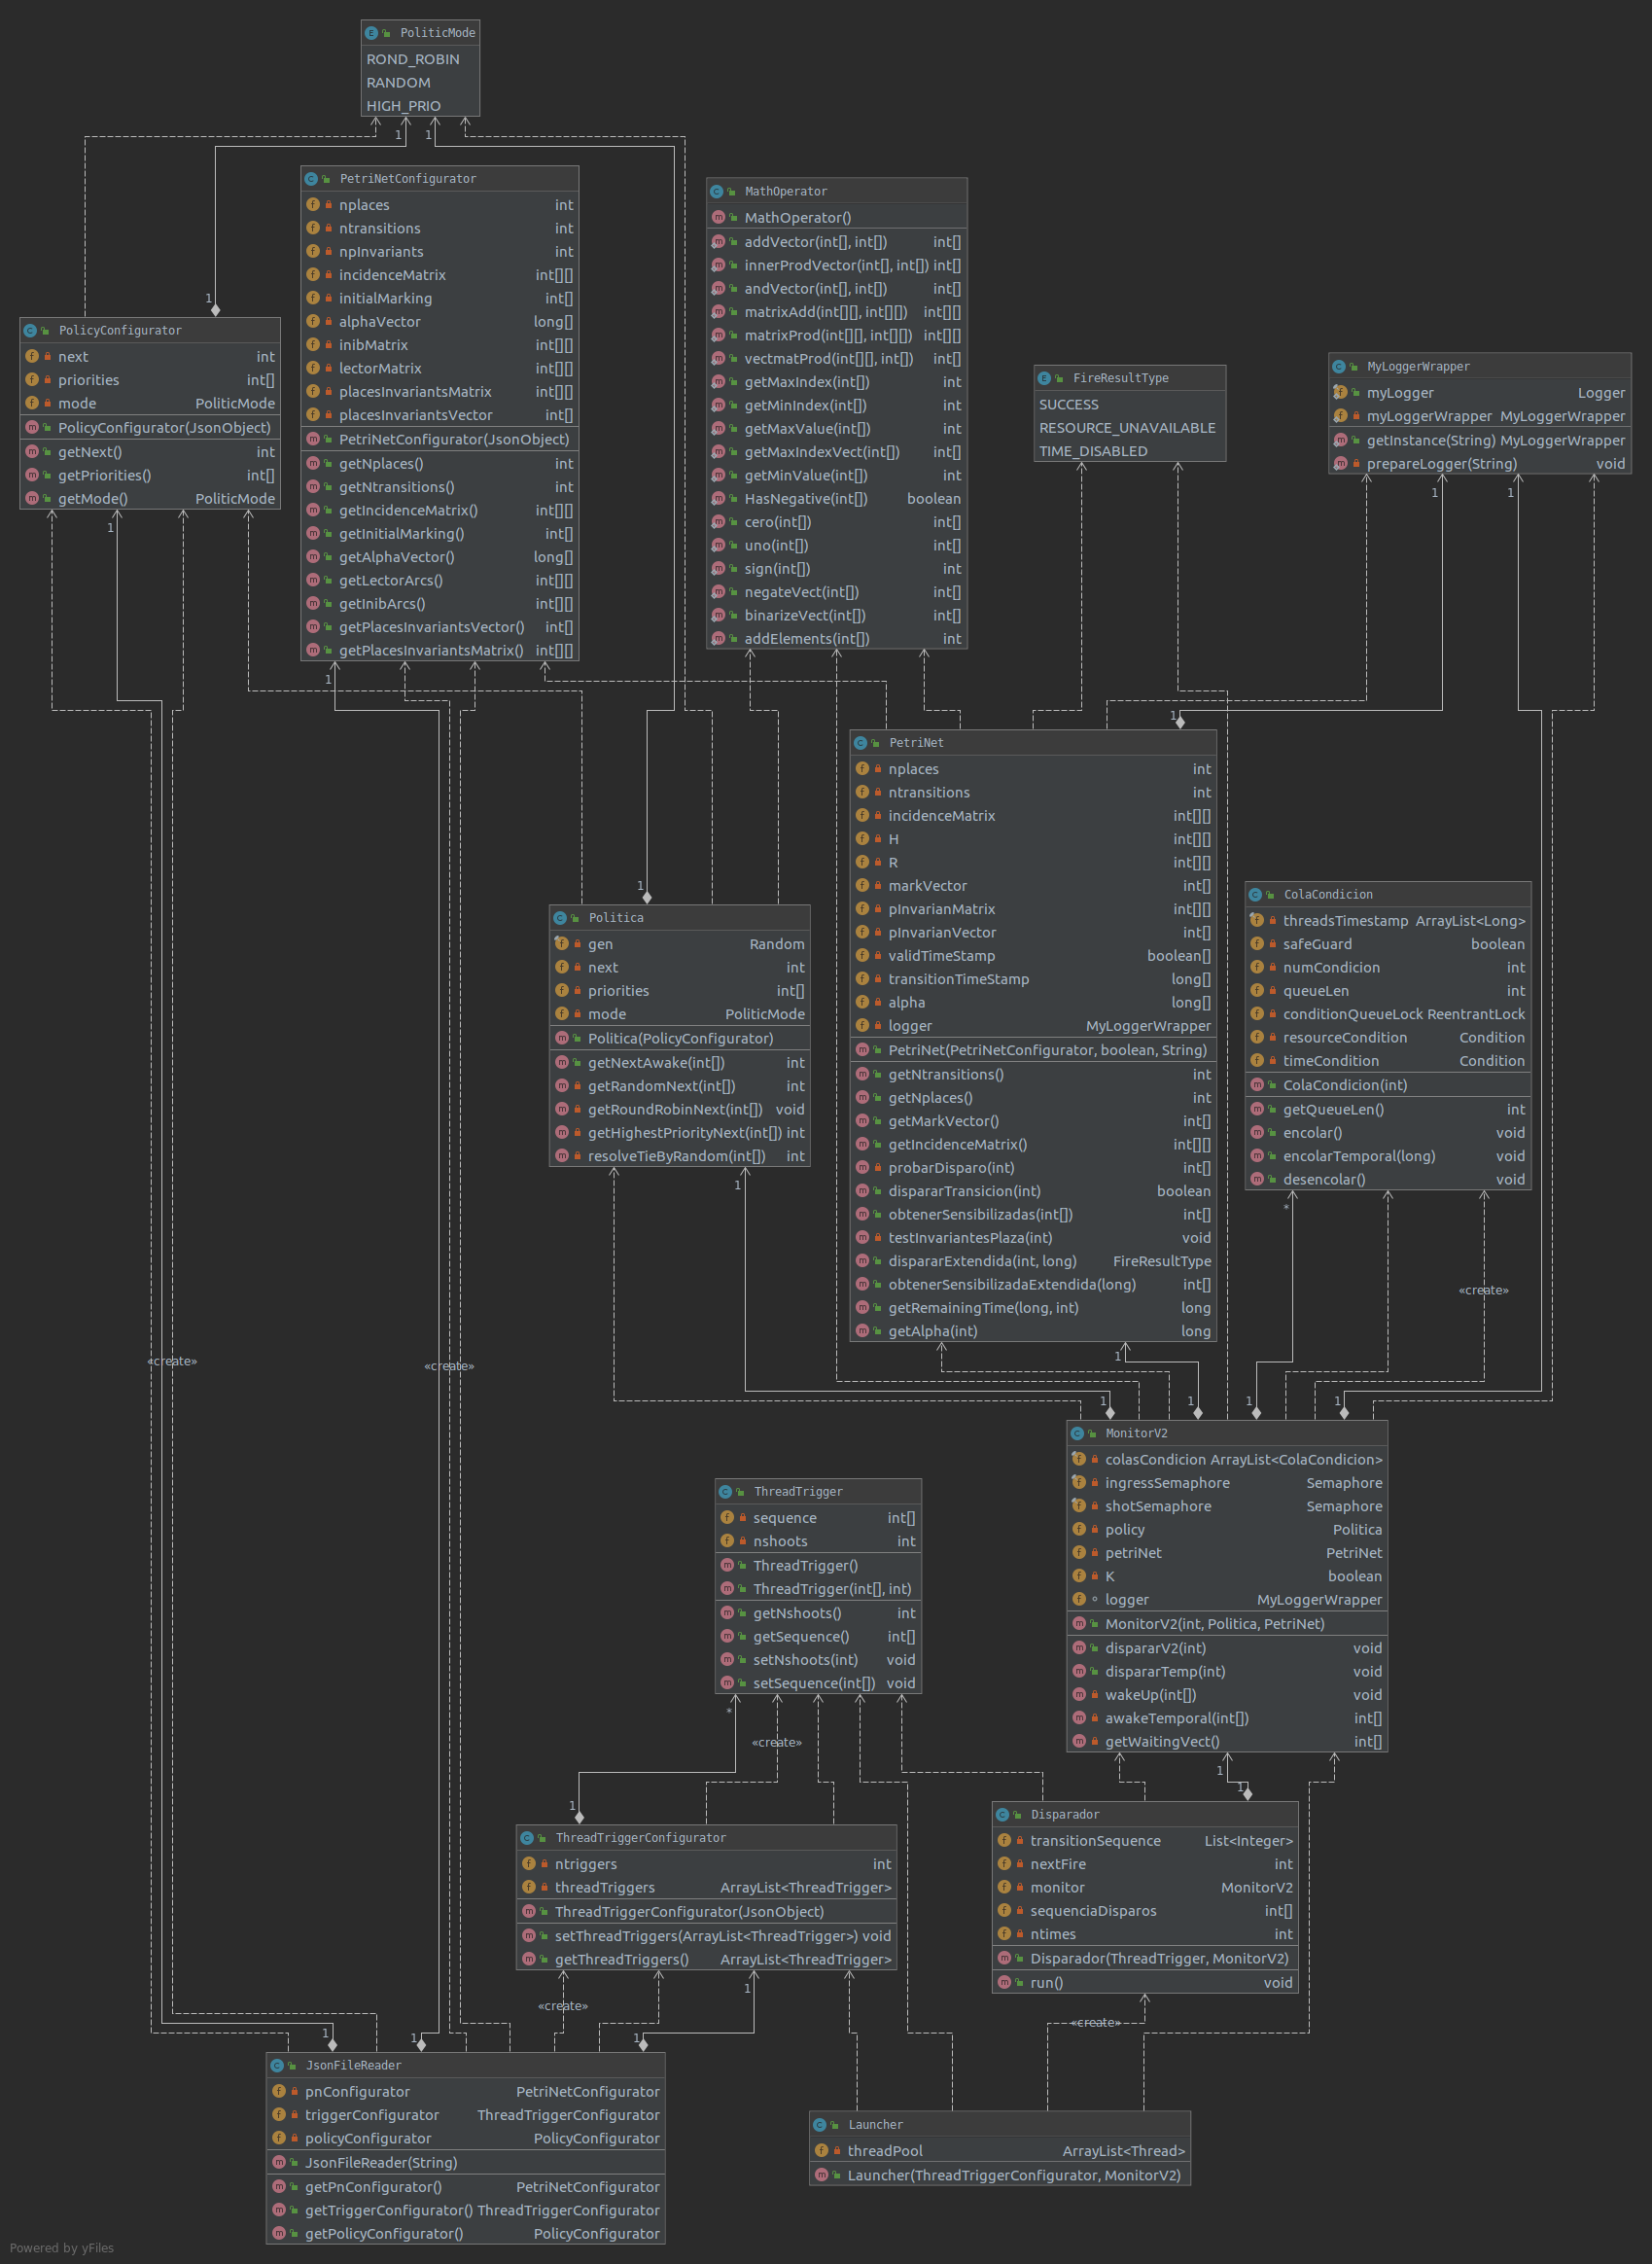 PoliticMode
ROND_ROBIN
RANDOM
HIGH_PRIO
1
1
PetriNetConfigurator
nplaces int
ntransitions int
npInvariants int
incidenceMatrix int[][]
initialMarking int[]
alphaVector long[]
inibMatrix int[][]
lectorMatrix int[][]
placesInvariantsMatrix int[][]
placesInvariantsVector int[]
PetriNetConfigurator(JsonObject)
getNplaces() int
getNtransitions() int
getIncidenceMatrix() int[][]
getInitialMarking() int[]
getAlphaVector() long[]
getLectorArcs() int[][]
getInibArcs() int[][]
getPlacesInvariantsVector() int[]
getPlacesInvariantsMatrix() int[][]
1
MathOperator
MathOperator()
addVector(int[], int[]) int[]
innerProdVector(int[], int[]) int[]
andVector(int[], int[]) int[]
matrixAdd(int[][], int[][]) int[][]
matrixProd(int[][], int[][]) int[][]
vectmatProd(int[][], int[]) int[]
getMaxIndex(int[]) int
getMinIndex(int[]) int
getMaxValue(int[]) int
getMaxIndexVect(int[]) int[]
getMinValue(int[]) int
HasNegative(int[]) boolean
cero(int[]) int[]
uno(int[]) int[]
sign(int[]) int
negateVect(int[]) int[]
binarizeVect(int[]) int[]
addElements(int[]) int
1
PolicyConfigurator
next int
priorities int[]
mode PoliticMode
PolicyConfigurator(JsonObject)
getNext() int
getPriorities() int[]
getMode() PoliticMode
1
FireResultType
SUCCESS
RESOURCE_UNAVAILABLE
TIME_DISABLED
MyLoggerWrapper
myLogger Logger
myLoggerWrapper MyLoggerWrapper
getInstance(String) MyLoggerWrapper
prepareLogger(String) void
1
1
1
PetriNet
nplaces int
ntransitions int
incidenceMatrix int[][]
H int[][]
R int[][]
markVector int[]
pInvarianMatrix int[][]
pInvarianVector int[]
validTimeStamp boolean[]
transitionTimeStamp long[]
alpha long[]
logger MyLoggerWrapper
PetriNet(PetriNetConfigurator, boolean, String)
getNtransitions() int
getNplaces() int
getMarkVector() int[]
getIncidenceMatrix() int[][]
probarDisparo(int) int[]
dispararTransicion(int) boolean
obtenerSensibilizadas(int[]) int[]
testInvariantesPlaza(int) void
dispararExtendida(int, long) FireResultType
obtenerSensibilizadaExtendida(long) int[]
getRemainingTime(long, int) long
getAlpha(int) long
1
1
Politica
gen Random
next int
priorities int[]
mode PoliticMode
Politica(PolicyConfigurator)
getNextAwake(int[]) int
getRandomNext(int[]) int
getRoundRobinNext(int[]) void
getHighestPriorityNext(int[]) int
resolveTieByRandom(int[]) int
1
ColaCondicion
threadsTimestamp ArrayList<Long>
safeGuard boolean
numCondicion int
queueLen int
conditionQueueLock ReentrantLock
resourceCondition Condition
timeCondition Condition
ColaCondicion(int)
getQueueLen() int
encolar() void
encolarTemporal(long) void
desencolar() void
*
«create»
«create»
«create»
1
1
1
1
MonitorV2
colasCondicion ArrayList<ColaCondicion>
ingressSemaphore Semaphore
shotSemaphore Semaphore
policy Politica
petriNet PetriNet
K boolean
logger MyLoggerWrapper
MonitorV2(int, Politica, PetriNet)
dispararV2(int) void
dispararTemp(int) void
wakeUp(int[]) void
awakeTemporal(int[]) int[]
getWaitingVect() int[]
1
1
ThreadTrigger
sequence int[]
nshoots int
ThreadTrigger()
ThreadTrigger(int[], int)
getNshoots() int
getSequence() int[]
setNshoots(int) void
setSequence(int[]) void
*
«create»
1
ThreadTriggerConfigurator
ntriggers int
threadTriggers ArrayList<ThreadTrigger>
ThreadTriggerConfigurator(JsonObject)
setThreadTriggers(ArrayList<ThreadTrigger>) void
getThreadTriggers() ArrayList<ThreadTrigger>
1
«create»
Disparador
transitionSequence List<Integer>
nextFire int
monitor MonitorV2
sequenciaDisparos int[]
ntimes int
Disparador(ThreadTrigger, MonitorV2)
run() void
«create»
1
1
1
JsonFileReader
pnConfigurator PetriNetConfigurator
triggerConfigurator ThreadTriggerConfigurator
policyConfigurator PolicyConfigurator
JsonFileReader(String)
getPnConfigurator() PetriNetConfigurator
getTriggerConfigurator() ThreadTriggerConfigurator
getPolicyConfigurator() PolicyConfigurator
Launcher
threadPool ArrayList<Thread>
Launcher(ThreadTriggerConfigurator, MonitorV2)
Powered by yFiles